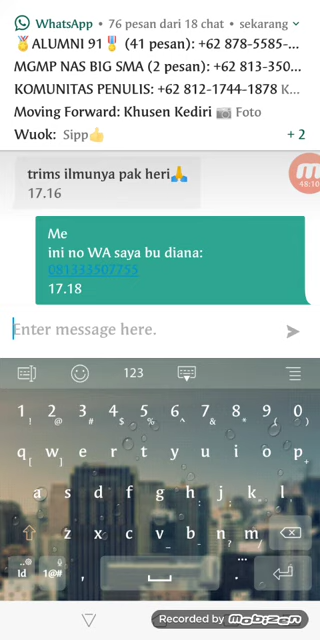 WhatsApp • 76 pesan dari 18 chat • sekarang
🏅ALUMNI 91🎖 (41 pesan): +62 878-5585-...
MGMP NAS BIG SMA (2 pesan): +62 813-350...
KOMUNITAS PENULIS: +62 812-1744-1878 K...
Moving Forward: Khusen Kediri 📷 Foto
Wuok: Sipp👍
+ 2
trims ilmunya pak heri🙏
17.16
48:10
Me
ini no WA saya bu diana:
081333507755
17.18
Enter message here.
123
1 2 3 4 5 6 7 8 9 0
! @ # $ % ^ & * ( )
q w e r t y u i o p
a s d f g h j k l
z x c v b n m
Id 1@# , .
Recorded by mobizen